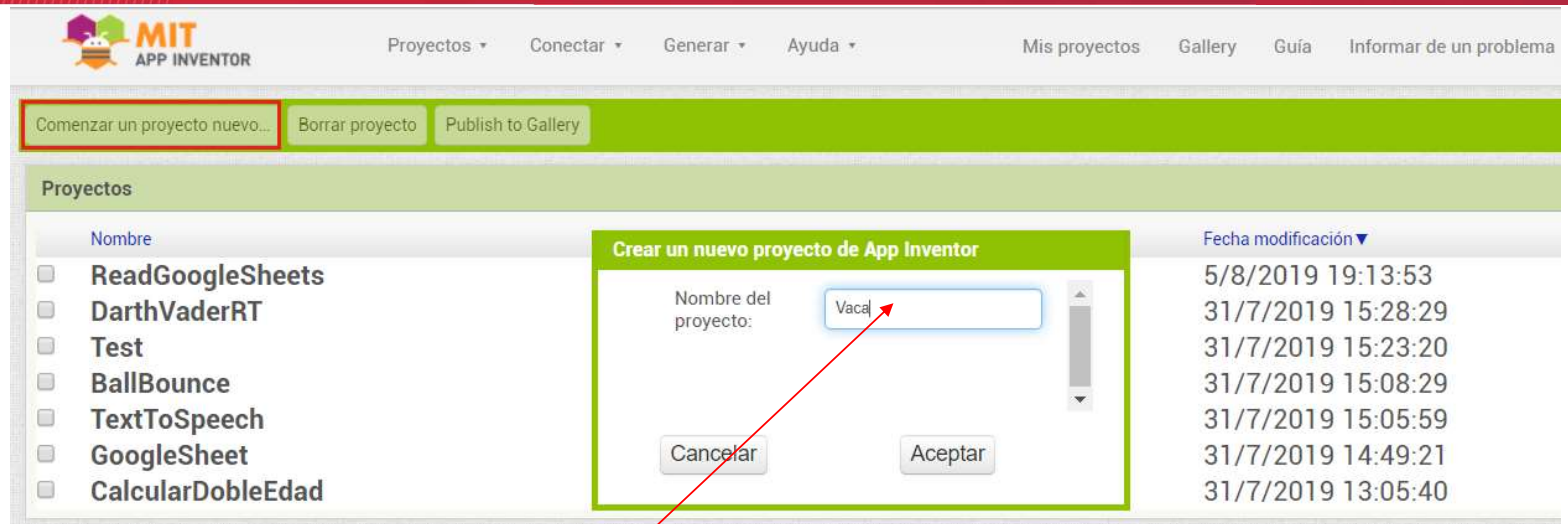 MIT
APP INVENTOR
Proyectos Conectar Generar Ayuda Mis proyectos Gallery Guía Informar de un problema
Comenzar un proyecto nuevo... Borrar proyecto Publish to Gallery
Proyectos
Nombre Fecha modificación▼
Crear un nuevo proyecto de App Inventor
Nombre del
proyecto:
Vaca
Cancelar Aceptar
ReadGoogleSheets 5/8/2019 19:13:53
DarthVaderRT 31/7/2019 15:28:29
Test 31/7/2019 15:23:20
BallBounce 31/7/2019 15:08:29
TextToSpeech 31/7/2019 15:05:59
GoogleSheet 31/7/2019 14:49:21
CalcularDobleEdad 31/7/2019 13:05:40